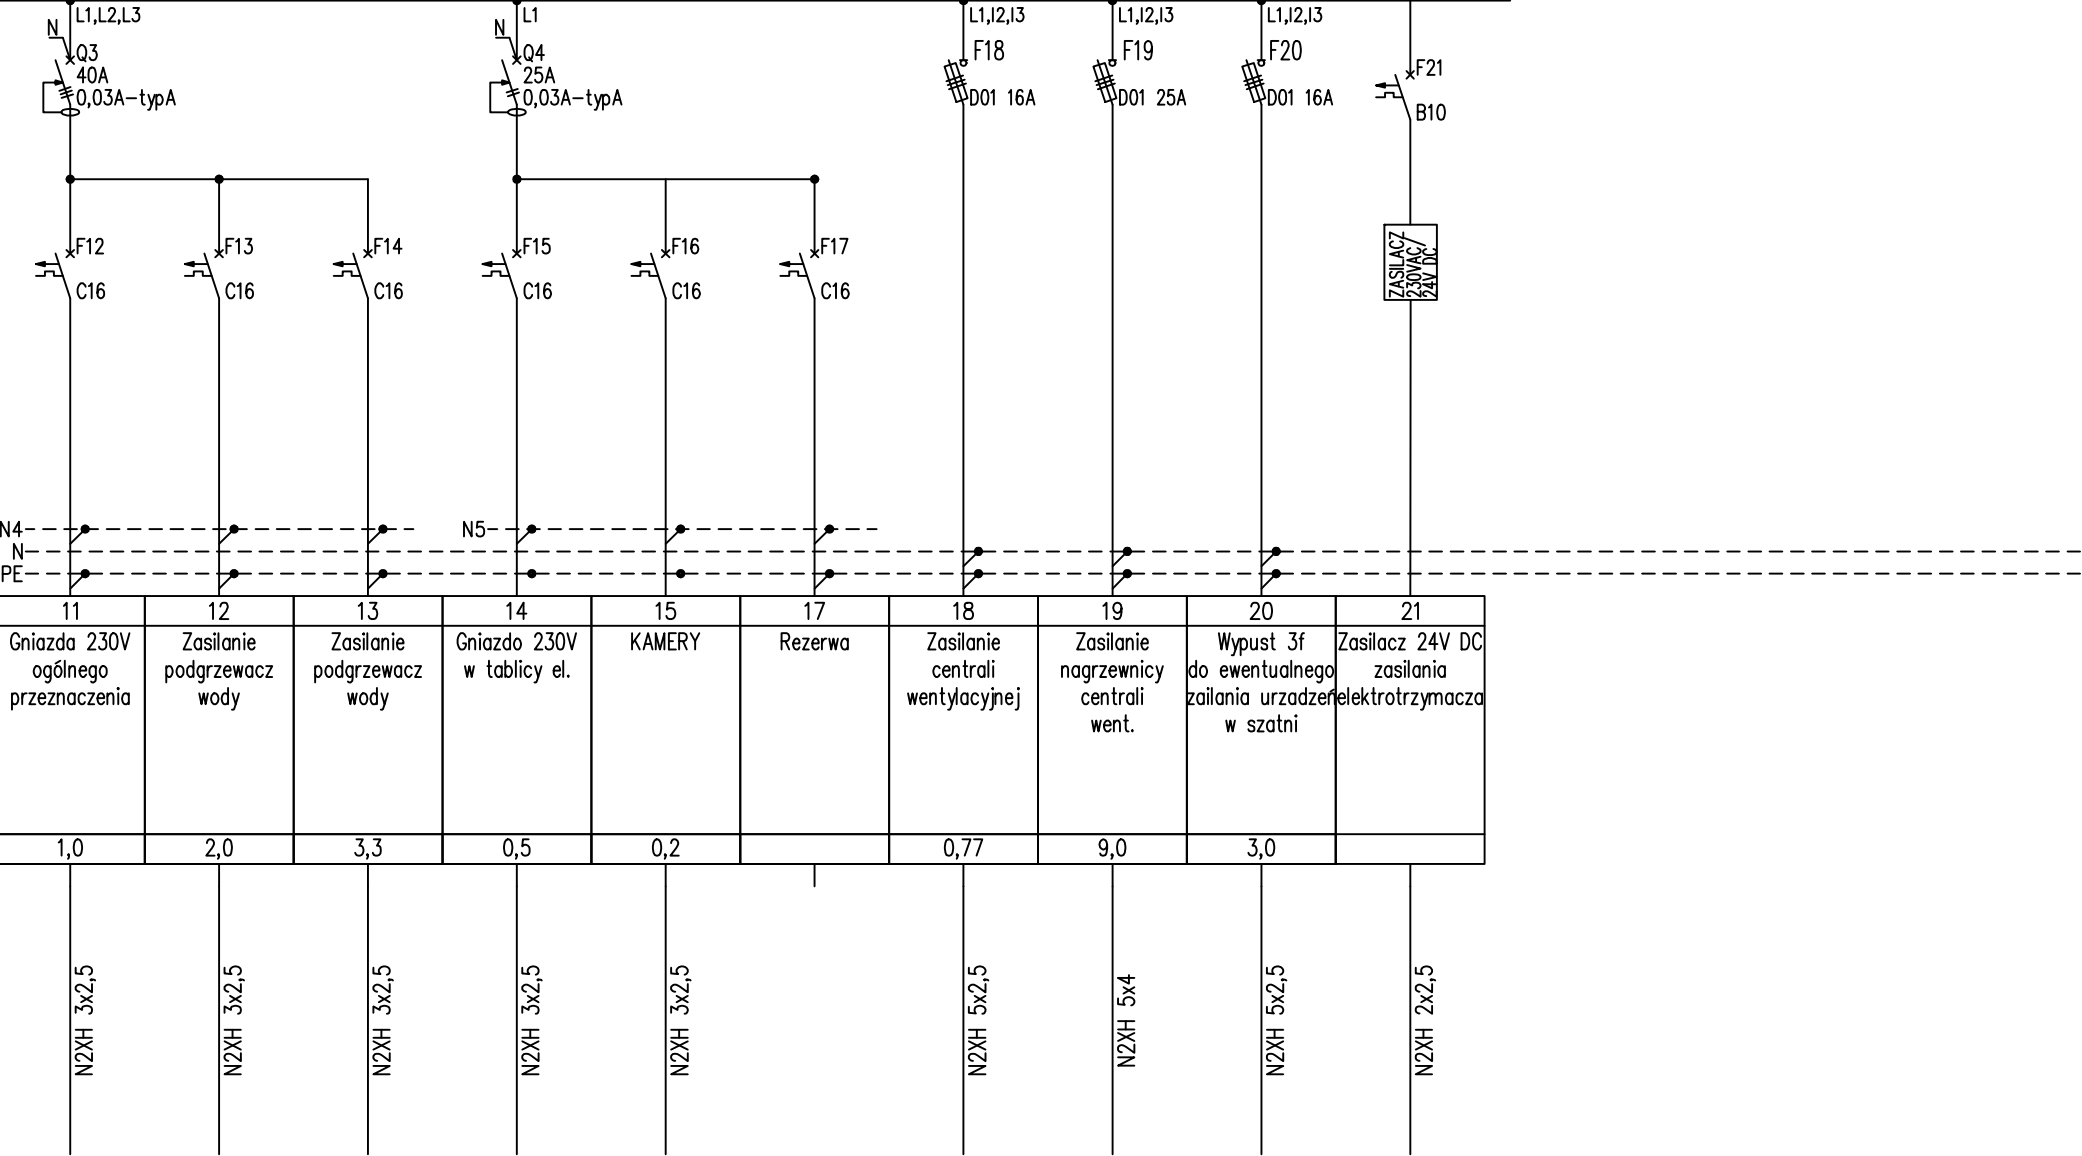 L1,L2,L3
N
Q3
40A
0,03A-typA
L1
N
Q4
25A
0,03A-typA
L1,l2,l3
F18
D01 16A
L1,l2,l3
F19
D01 25A
L1,l2,l3
F20
D01 16A
F21
B10
F12
C16
F13
C16
F14
C16
F15
C16
F16
C16
F17
C16
ZASILACZ
230VAC/
24V DC
N4
N5
N
PE
11
12
13
14
15
17
18
19
20
21
Gniazda 230V
ogólnego
przeznaczenia
Zasilanie
podgrzewacz
wody
Zasilanie
podgrzewacz
wody
Gniazdo 230V
w tablicy el.
KAMERY
Rezerwa
Zasilanie
centrali
wentylacyjnej
Zasilanie
nagrzewnicy
centrali
went.
Wypust 3f
do ewentualnego
zailania urzadzeń
w szatni
Zasilacz 24V DC
zasilania
elektrotrzymacza
1,0
2,0
3,3
0,5
0,2
0,77
9,0
3,0
N2XH 3x2,5
N2XH 3x2,5
N2XH 3x2,5
N2XH 3x2,5
N2XH 3x2,5
N2XH 5x2,5
N2XH 5x4
N2XH 5x2,5
N2XH 2x2,5